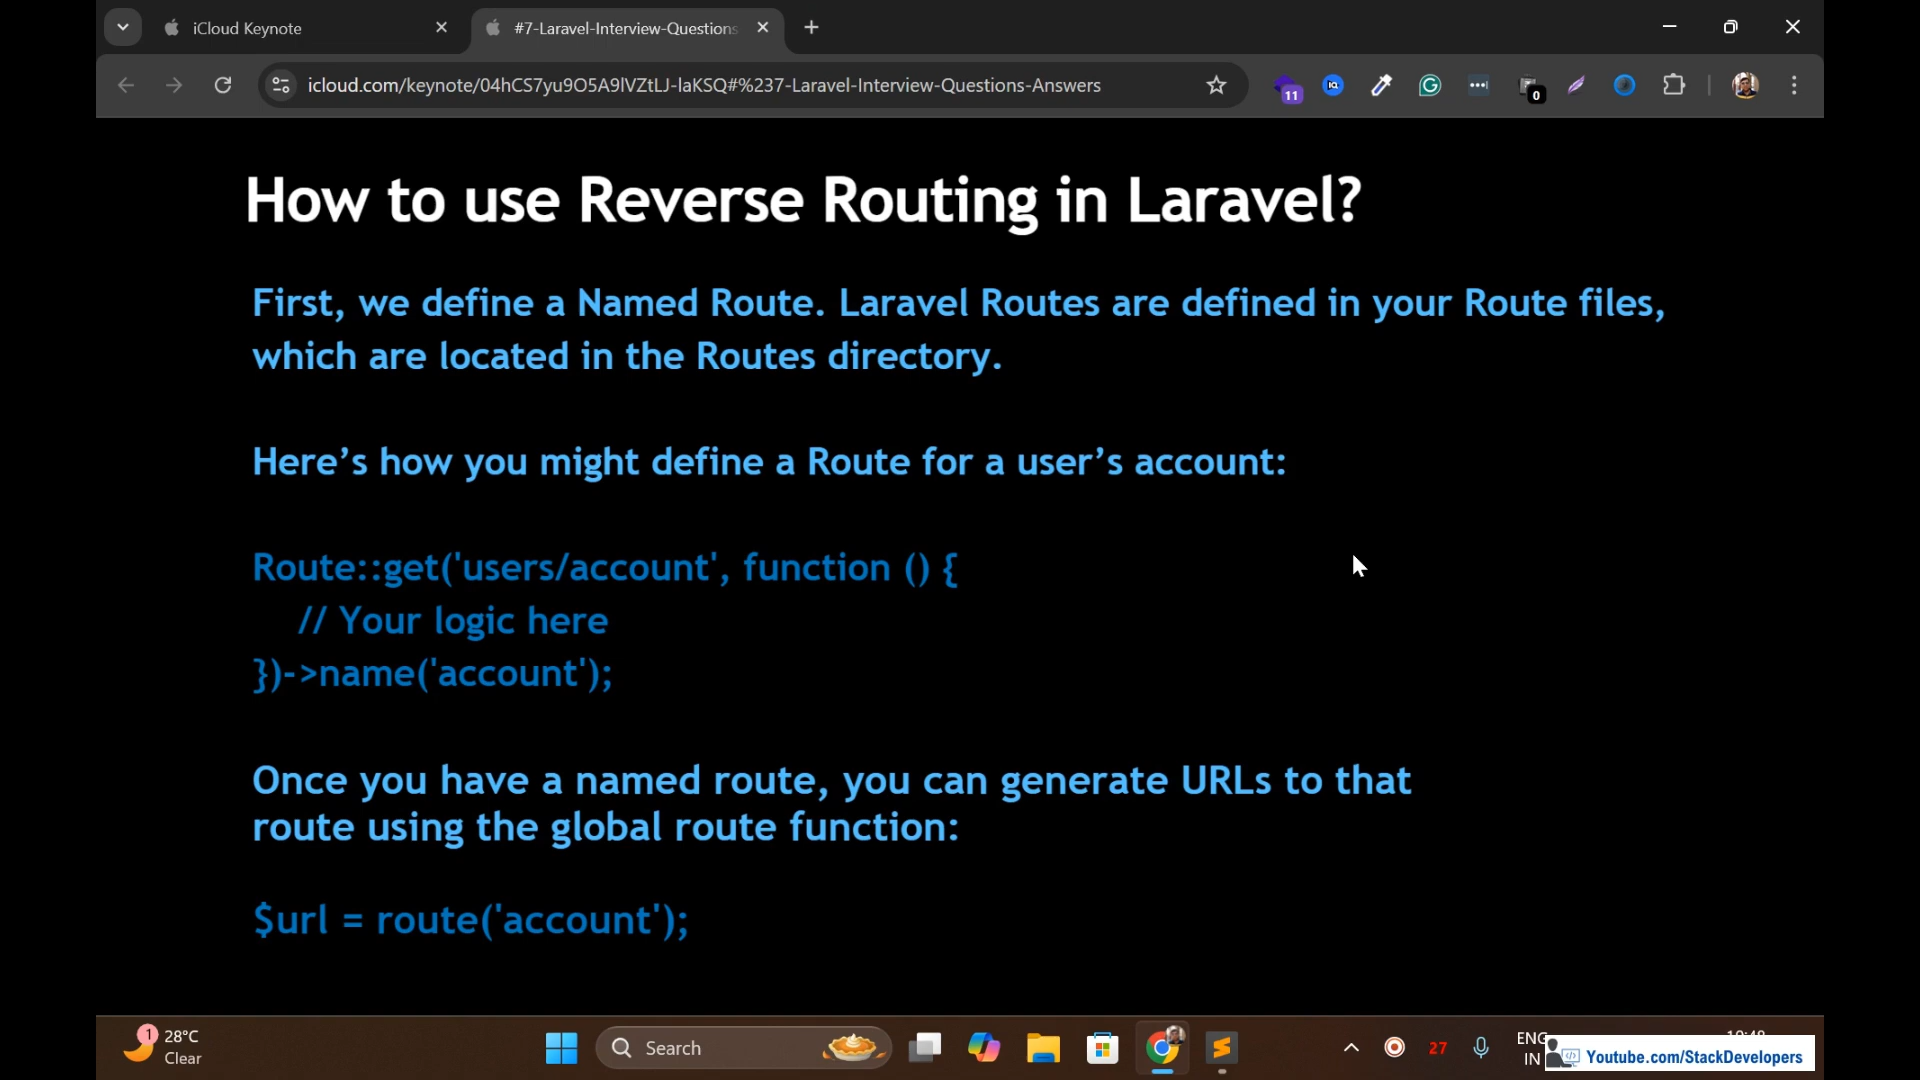 iCloud Keynote
#7-Laravel-Interview-Questions
icloud.com/keynote/04hCS7yu9O5A9lVZtLJ-laKSQ#%237-Laravel-Interview-Questions-Answers
11
0
How to use Reverse Routing in Laravel?
First, we define a Named Route. Laravel Routes are defined in your Route files,
which are located in the Routes directory.
Here’s how you might define a Route for a user’s account:
Route::get('users/account', function () {
// Your logic here
})->name('account');
Once you have a named route, you can generate URLs to that
route using the global route function:
$url = route('account');
1
28°C
Clear
Search
27
ENG
IN
Youtube.com/StackDevelopers